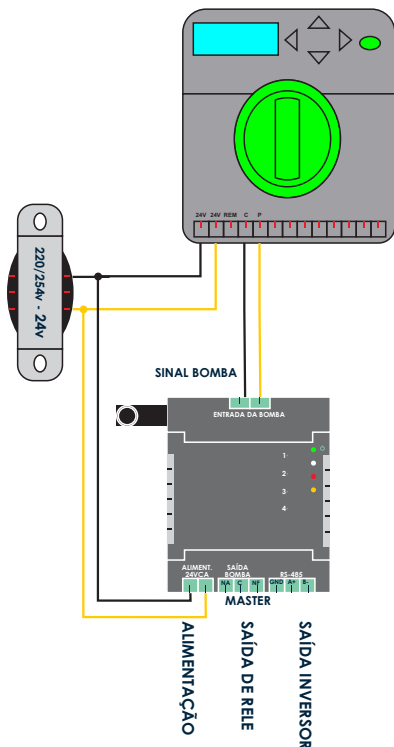 24V 24V REM C P
220/254v - 24v
SINAL BOMBA
ENTRADA DA BOMBA
1
2
3
4
ALIMENT.
24VCA
SAÍDA
BOMBA
RS-485
NA C NF GND A+ B-
MASTER
ALIMENTAÇÃO
SAÍDA DE RELE
SAÍDA INVERSOR